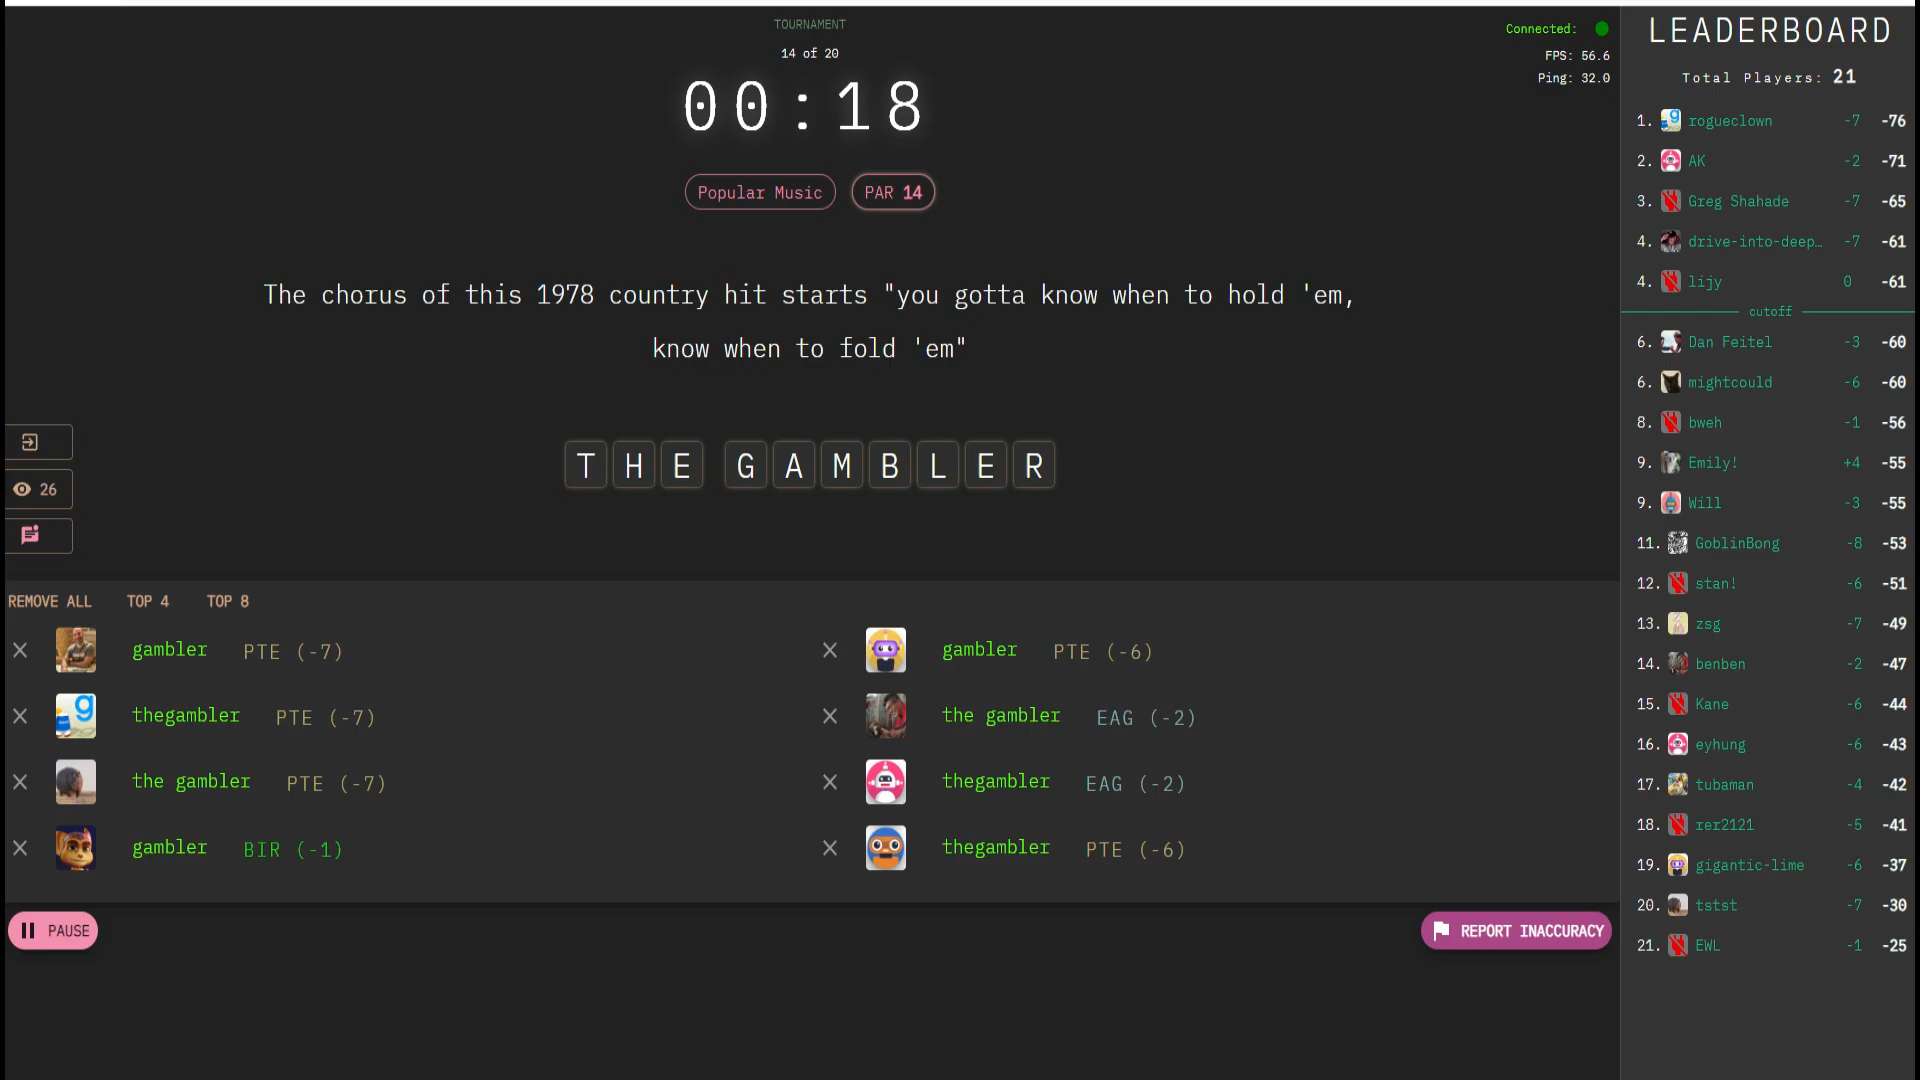 TOURNAMENT
14 of 20
00:18
Popular Music
PAR 14
The chorus of this 1978 country hit starts "you gotta know when to hold 'em,
know when to fold 'em"
THE GAMBLER
26
REMOVE ALL TOP 4 TOP 8
gambler PTE (-7)
thegambler PTE (-7)
the gambler PTE (-7)
gambler BIR (-1)
gambler PTE (-6)
the gambler EAG (-2)
thegambler EAG (-2)
thegambler PTE (-6)
PAUSE
REPORT INACCURACY
Connected:
FPS: 56.6
Ping: 32.0
LEADERBOARD
Total Players: 21
1. rogueclown -7 -76
2. AK -2 -71
3. Greg Shahade -7 -65
4. drive-into-deep… -7 -61
4. lijy 0 -61
cutoff
6. Dan Feitel -3 -60
6. mightcould -6 -60
8. bweh -1 -56
9. Emily! +4 -55
9. Will -3 -55
11. GoblinBong -8 -53
12. stan! -6 -51
13. zsg -7 -49
14. benben -2 -47
15. Kane -6 -44
16. eyhung -6 -43
17. tubaman -4 -42
18. rer2121 -5 -41
19. gigantic-lime -6 -37
20. tstst -7 -30
21. EWL -1 -25